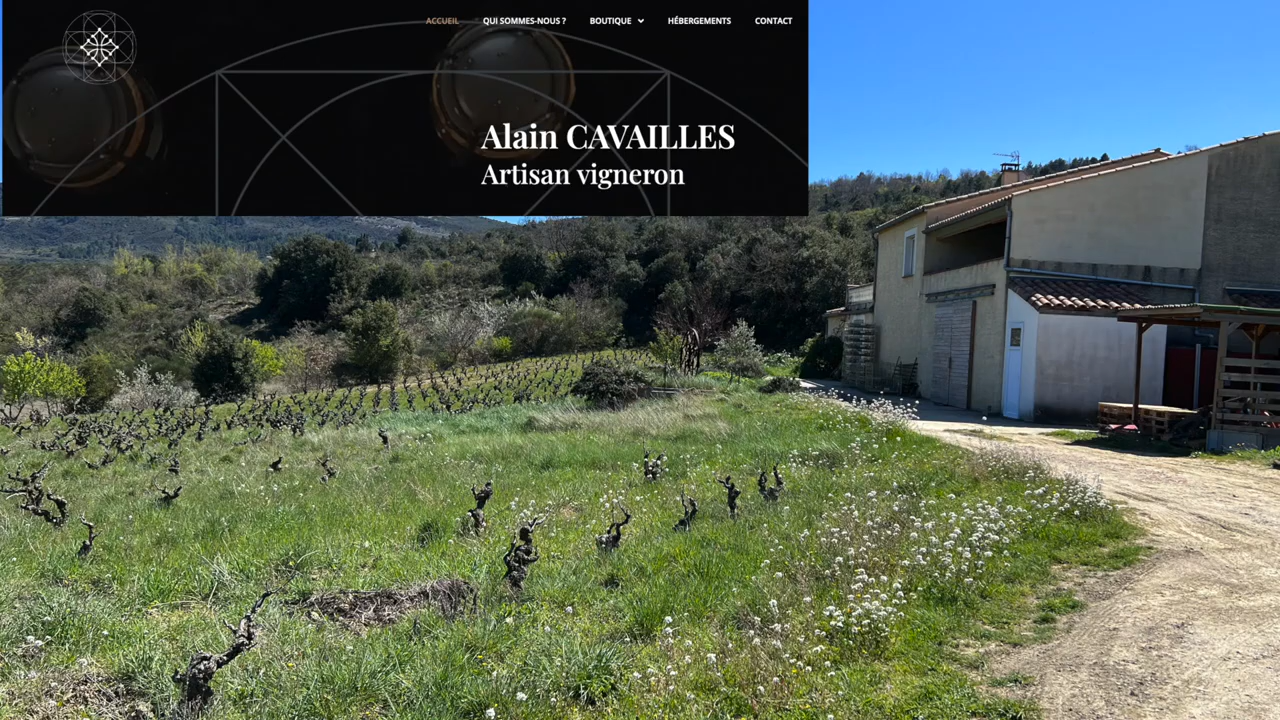 ACCUEIL QUI SOMMES-NOUS ? BOUTIQUE HÉBERGEMENTS CONTACT
Alain CAVAILLES
Artisan vigneron